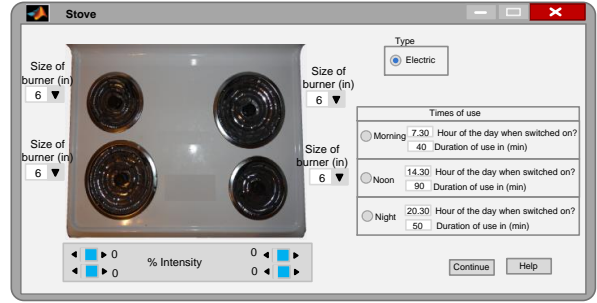 Stove
Type
Electric
Size of
burner (in)
6
Size of
burner (in)
6
Size of
burner (in)
6
Size of
burner (in)
6
Times of use
Morning 7.30 Hour of the day when switched on?
40 Duration of use in (min)
Noon 14.30 Hour of the day when switched on?
90 Duration of use in (min)
Night 20.30 Hour of the day when switched on?
50 Duration of use in (min)
0 % Intensity 0
0 0
Continue Help